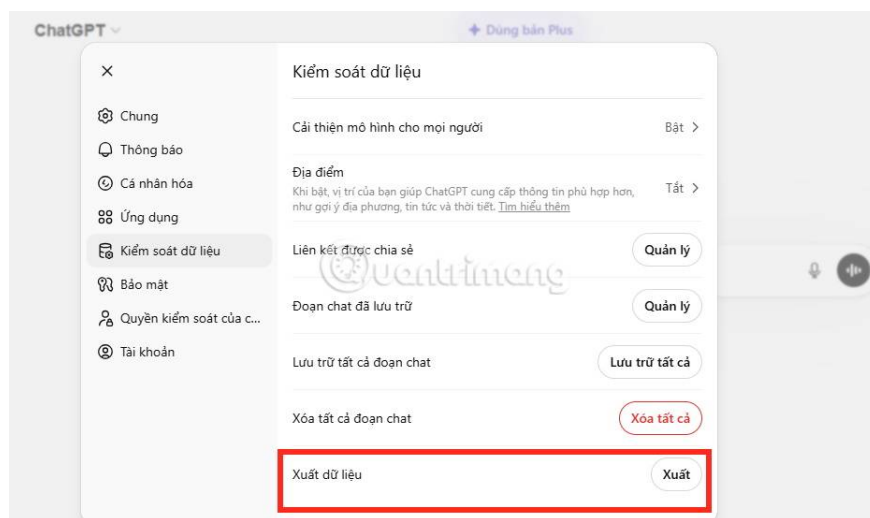 ChatGPT
Dùng bản Plus
Kiểm soát dữ liệu
Chung
Thông báo
Cá nhân hóa
Ứng dụng
Kiểm soát dữ liệu
Bảo mật
Quyền kiểm soát của c...
Tài khoản
Cải thiện mô hình cho mọi người
Bật
Địa điểm
Khi bật, vị trí của bạn giúp ChatGPT cung cấp thông tin phù hợp hơn,
như gợi ý địa phương, tin tức và thời tiết. Tìm hiểu thêm
Tắt
Liên kết được chia sẻ
Quản lý
Quantrimang
Đoạn chat đã lưu trữ
Quản lý
Lưu trữ tất cả đoạn chat
Lưu trữ tất cả
Xóa tất cả đoạn chat
Xóa tất cả
Xuất dữ liệu
Xuất